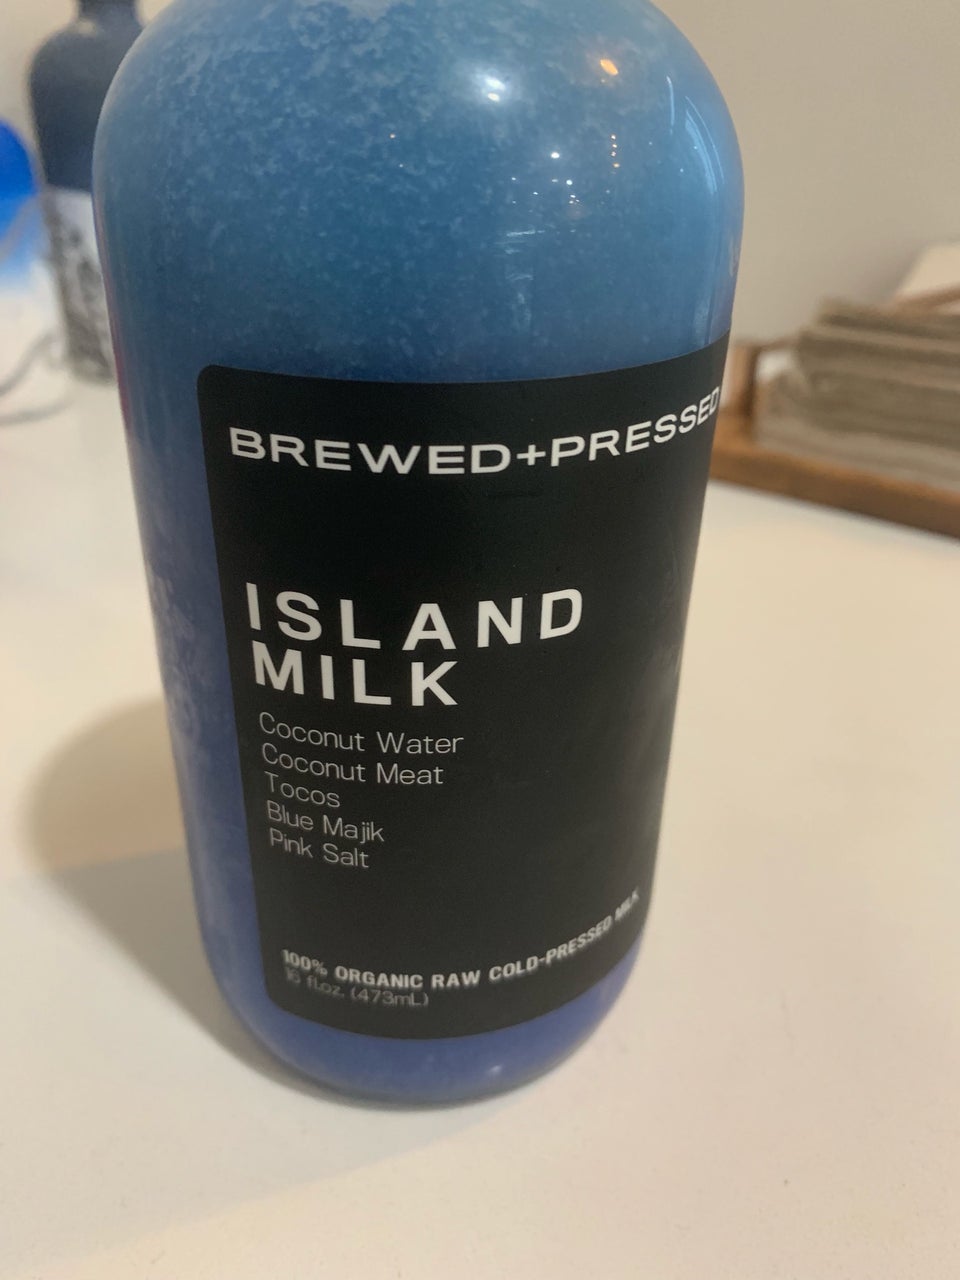 BREWED+PRESSED
ISLAND
MILK
Coconut Water
Coconut Meat
Tocos
Blue Majik
Pink Salt
100% ORGANIC RAW COLD-PRESSED MILK
16 fl.oz. (473mL)